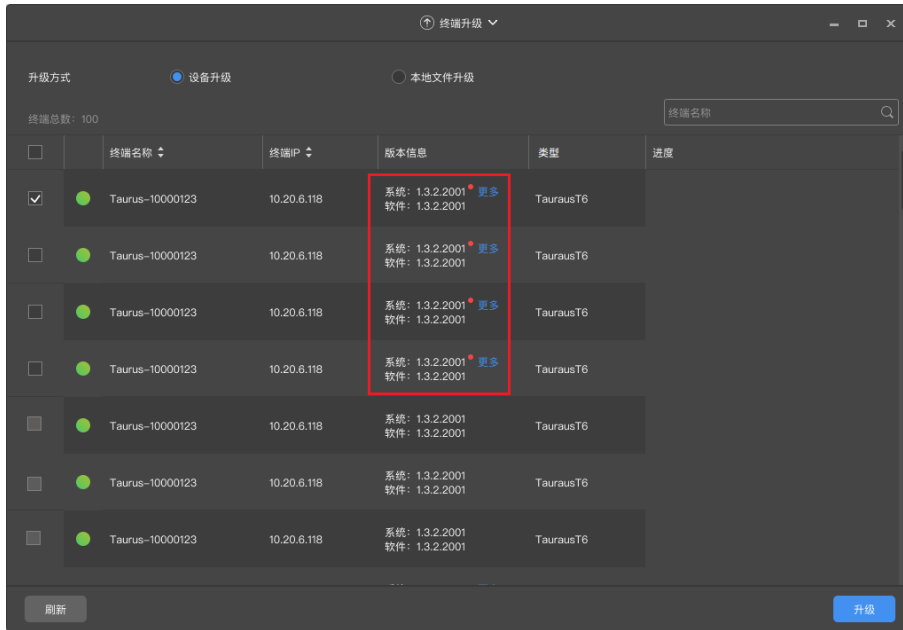 终端升级
升级方式 设备升级 本地文件升级
终端总数：100 终端名称
终端名称 终端IP 版本信息 类型 进度
Taurus-10000123 10.20.6.118 系统：1.3.2.2001 更多 TaurausT6
软件：1.3.2.2001
Taurus-10000123 10.20.6.118 系统：1.3.2.2001 更多 TaurausT6
软件：1.3.2.2001
Taurus-10000123 10.20.6.118 系统：1.3.2.2001 更多 TaurausT6
软件：1.3.2.2001
Taurus-10000123 10.20.6.118 系统：1.3.2.2001 更多 TaurausT6
软件：1.3.2.2001
Taurus-10000123 10.20.6.118 系统：1.3.2.2001 TaurausT6
软件：1.3.2.2001
Taurus-10000123 10.20.6.118 系统：1.3.2.2001 TaurausT6
软件：1.3.2.2001
Taurus-10000123 10.20.6.118 系统：1.3.2.2001 TaurausT6
软件：1.3.2.2001
刷新 升级